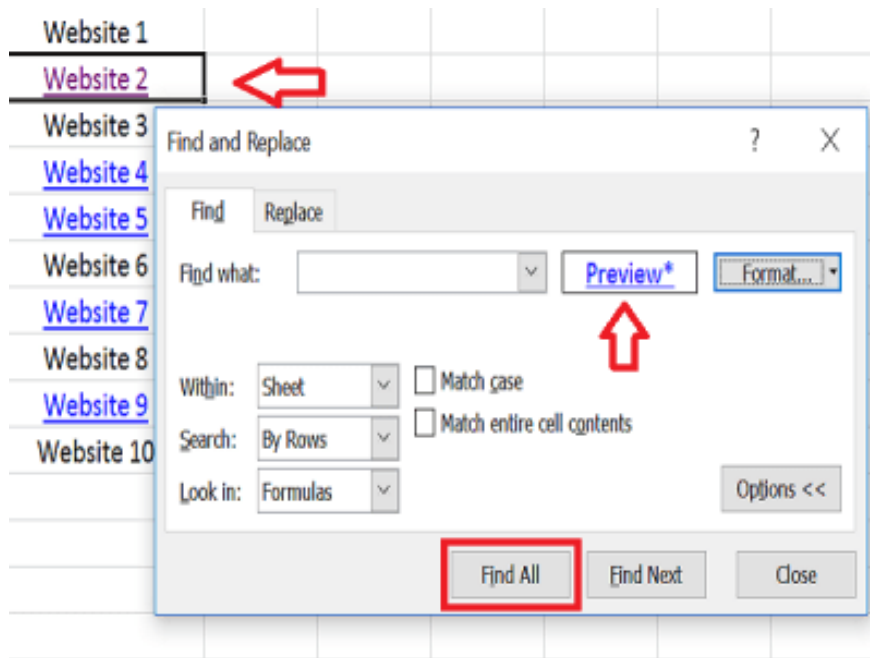 Website 1
Website 2
Website 3
Website 4
Website 5
Website 6
Website 7
Website 8
Website 9
Website 10
Find and Replace ? X
Find Replace
Find what: Preview* Format...
Within: Sheet Match case
Match entire cell contents
Search: By Rows
Look in: Formulas Options <<
Find All Find Next Close